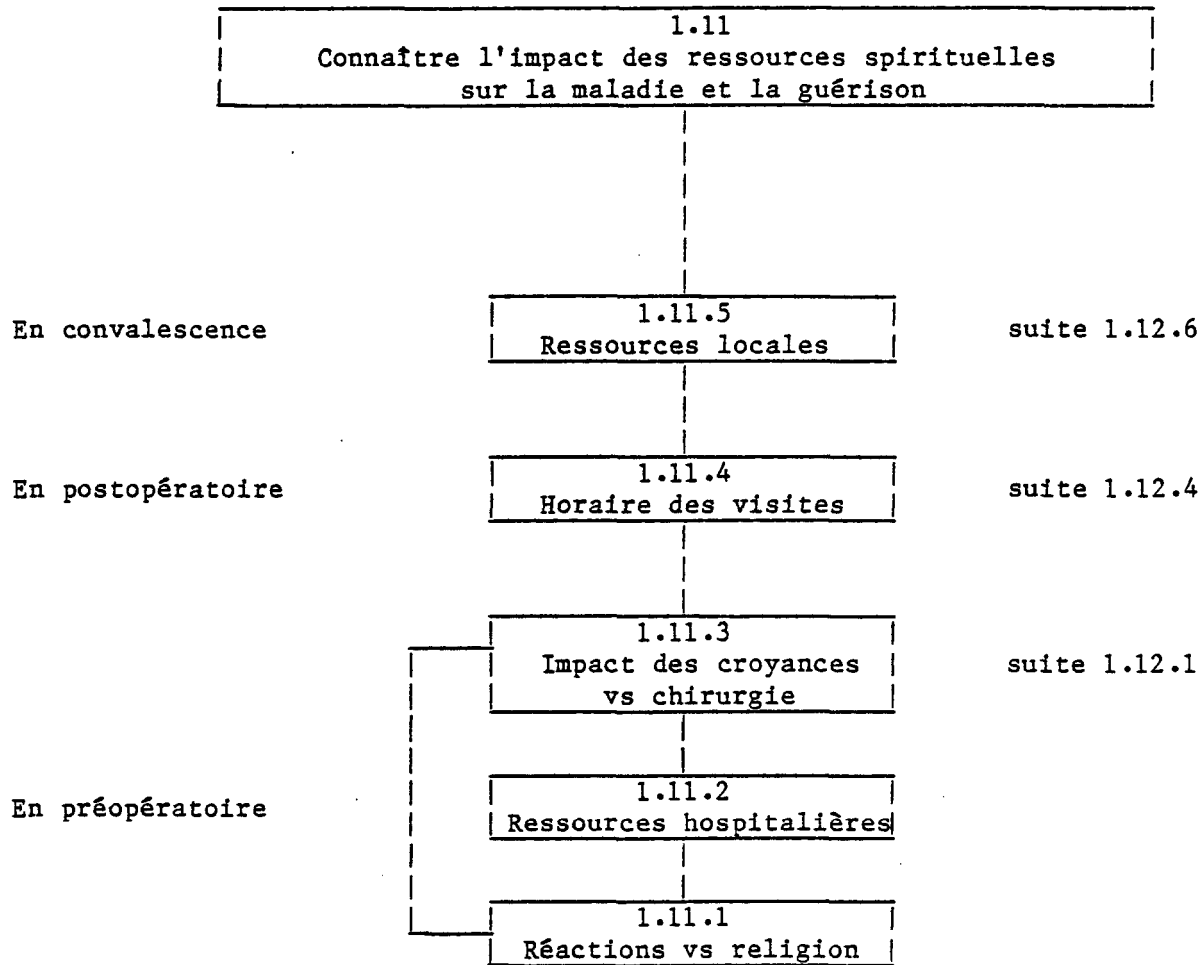 1.11
Connaître l'impact des ressources spirituelles
sur la maladie et la guérison
En convalescence
1.11.5
Ressources locales
suite 1.12.6
En postopératoire
1.11.4
Horaire des visites
suite 1.12.4
1.11.3
Impact des croyances
vs chirurgie
suite 1.12.1
En préopératoire
1.11.2
Ressources hospitalières
1.11.1
Réactions vs religion